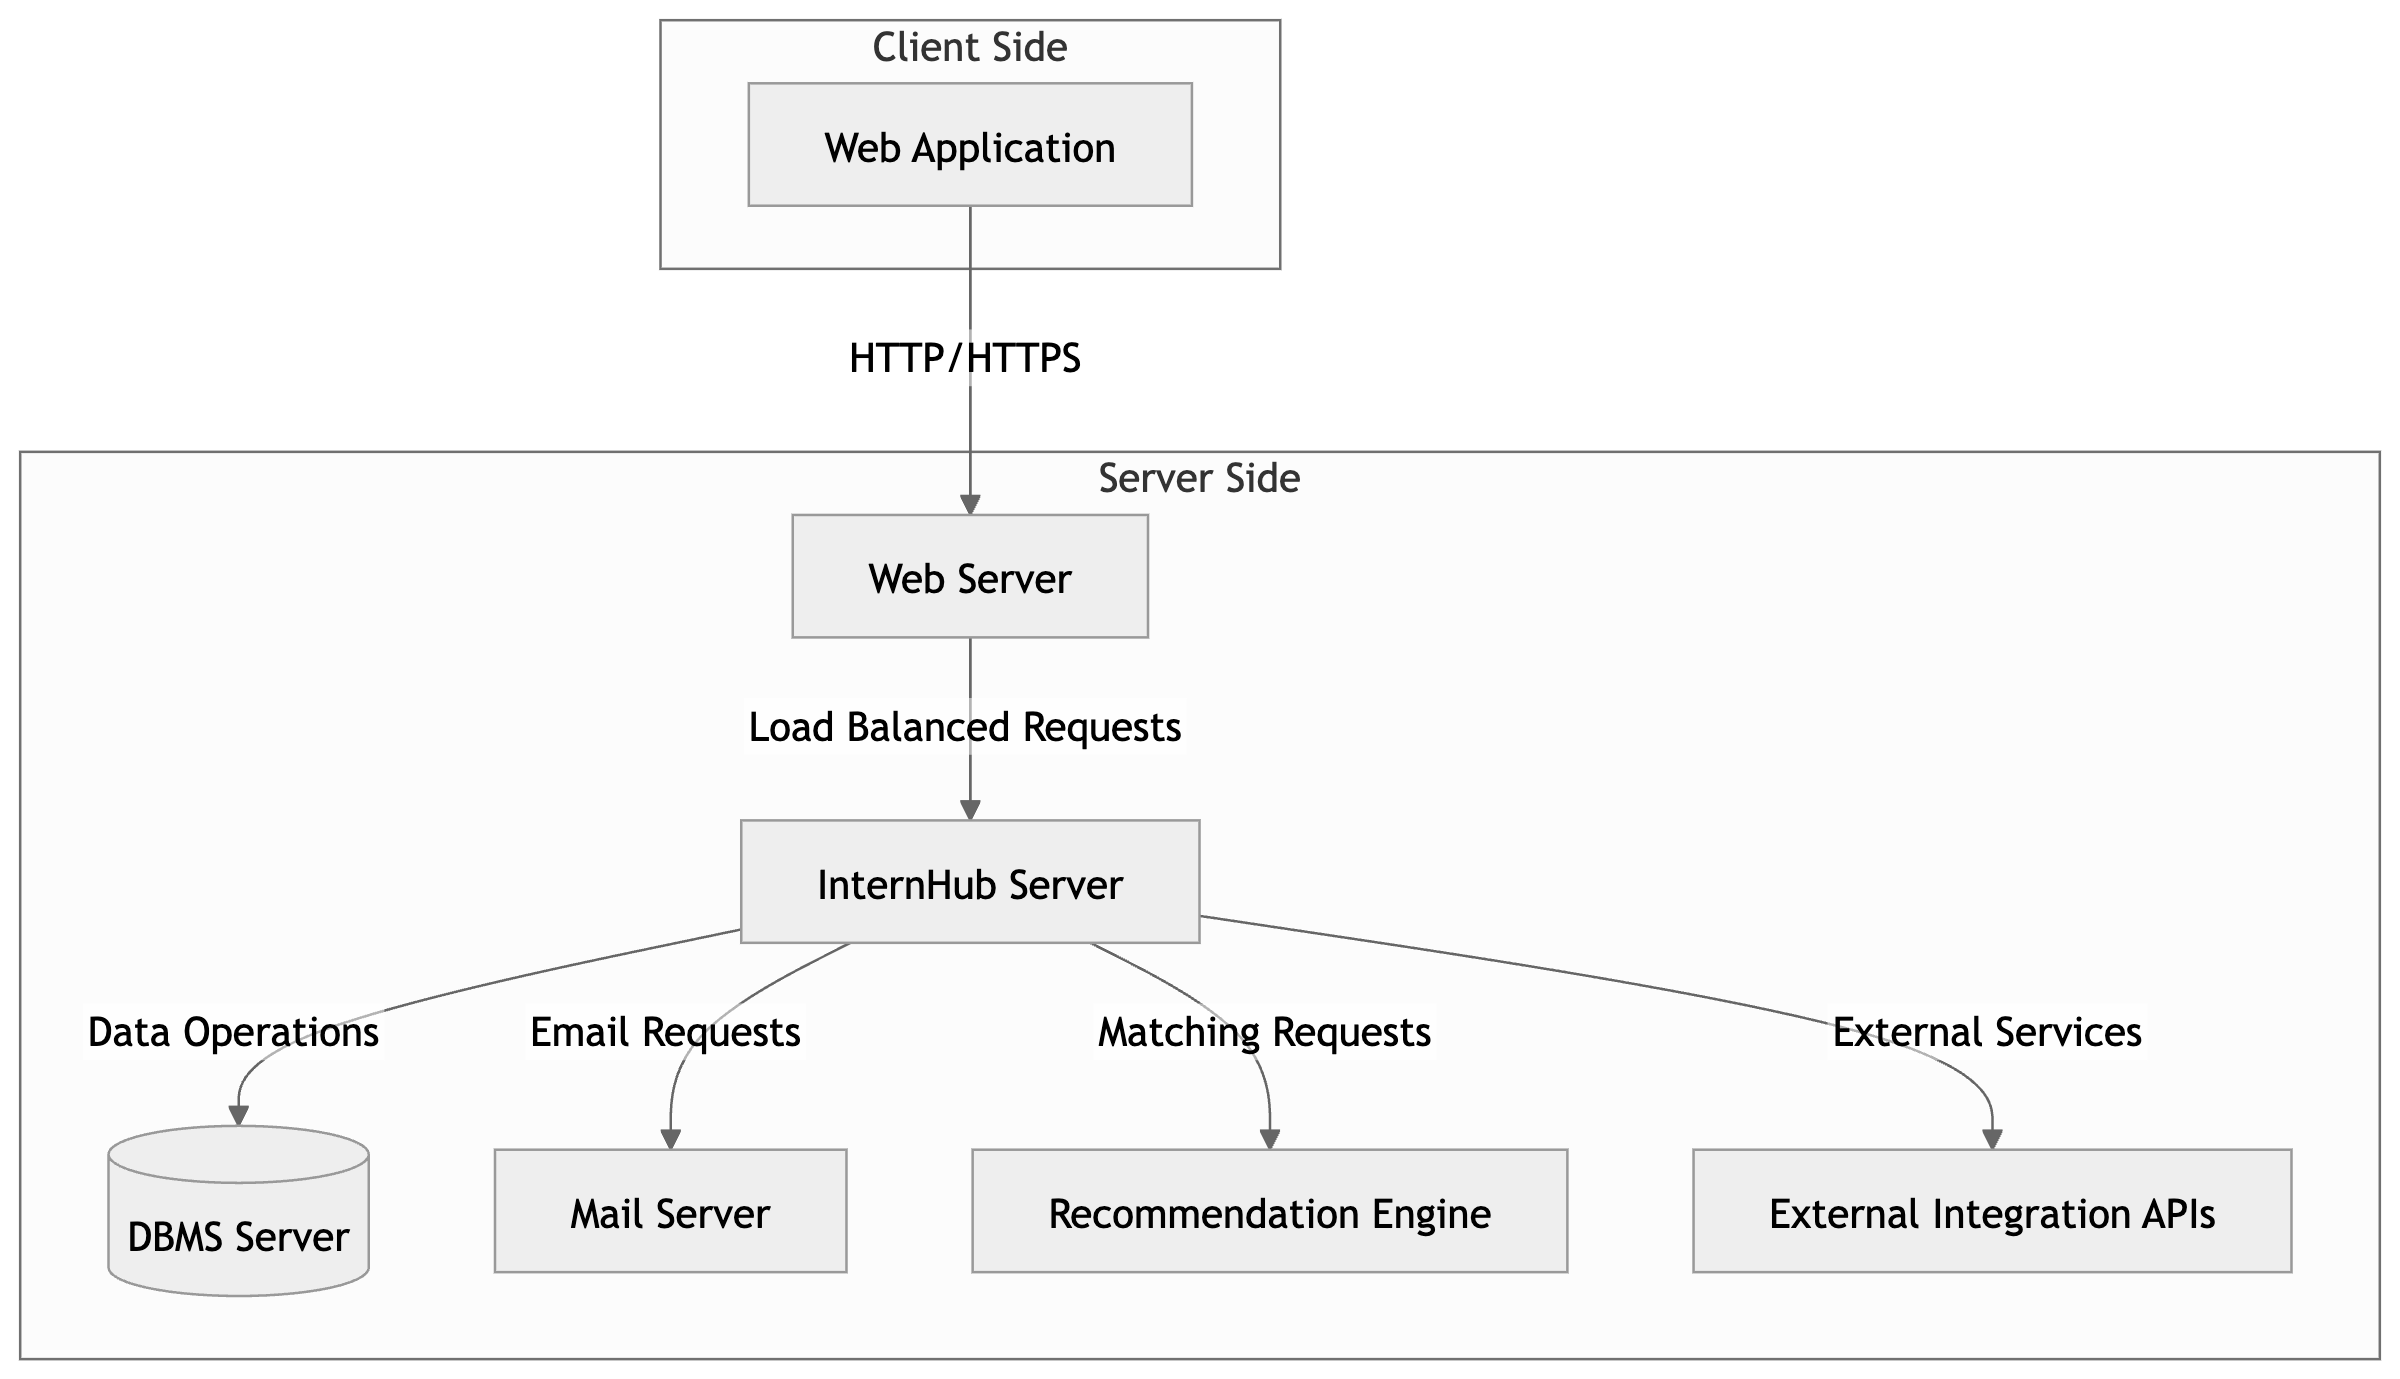 Client Side
Web Application
HTTP/HTTPS
Server Side
Web Server
Load Balanced Requests
InternHub Server
Data Operations
Email Requests
Matching Requests
External Services
DBMS Server
Mail Server
Recommendation Engine
External Integration APIs